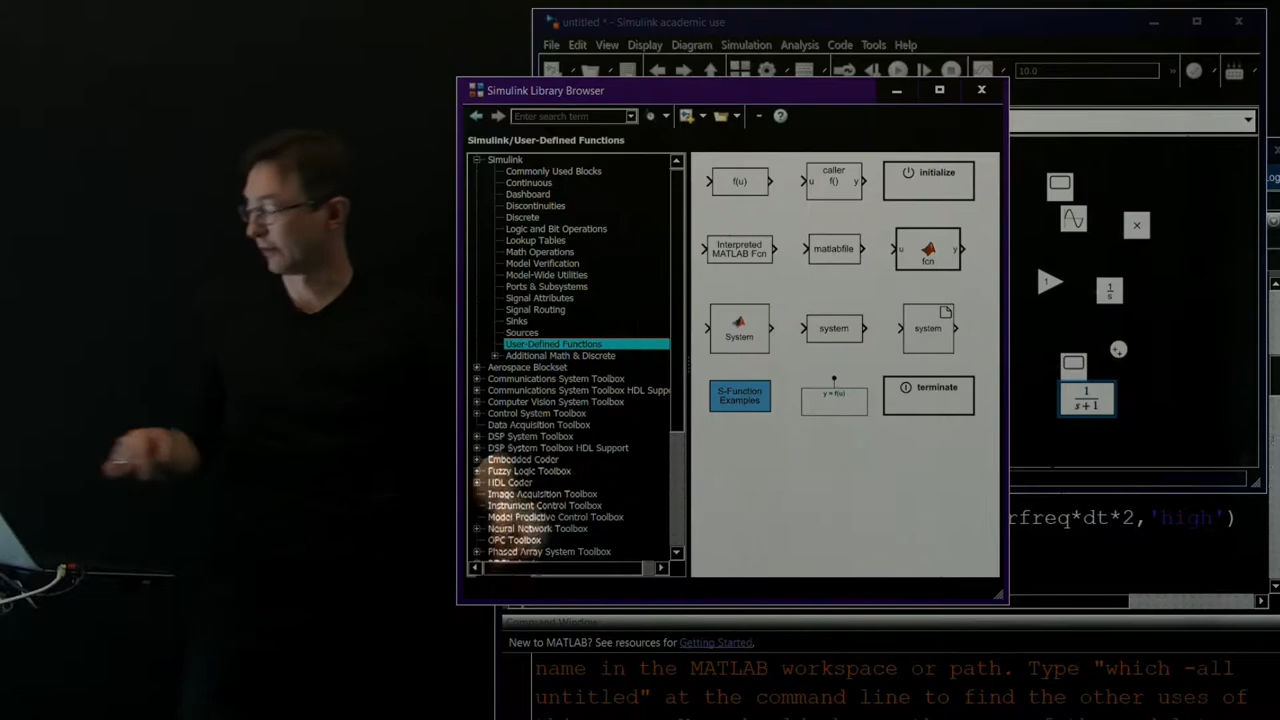 untitled * - Simulink academic use
File Edit View Display Diagram Simulation Analysis Code Tools Help
10.0
»
Simulink Library Browser
Enter search term
Simulink/User-Defined Functions
Simulink
Commonly Used Blocks
Continuous
Dashboard
Discontinuities
Discrete
Logic and Bit Operations
Lookup Tables
Math Operations
Model Verification
Model-Wide Utilities
Ports & Subsystems
Signal Attributes
Signal Routing
Sinks
Sources
User-Defined Functions
Additional Math & Discrete
Aerospace Blockset
Communications System Toolbox
Communications System Toolbox HDL Suppo
Computer Vision System Toolbox
Control System Toolbox
Data Acquisition Toolbox
DSP System Toolbox
DSP System Toolbox HDL Support
Embedded Coder
Fuzzy Logic Toolbox
HDL Coder
Image Acquisition Toolbox
Instrument Control Toolbox
Model Predictive Control Toolbox
Neural Network Toolbox
OPC Toolbox
Phased Array System Toolbox
f(u)
caller
u f() y
initialize
Interpreted
MATLAB Fcn
matlabfile
u y
fcn
System
system
system
S-Function
Examples
y = f(u)
terminate
×
1
1
s
1
s+1
Log
rfreq*dt*2,'high')
Command Window
New to MATLAB? See resources for Getting Started.
name in the MATLAB workspace or path. Type "which -all
untitled" at the command line to find the other uses of